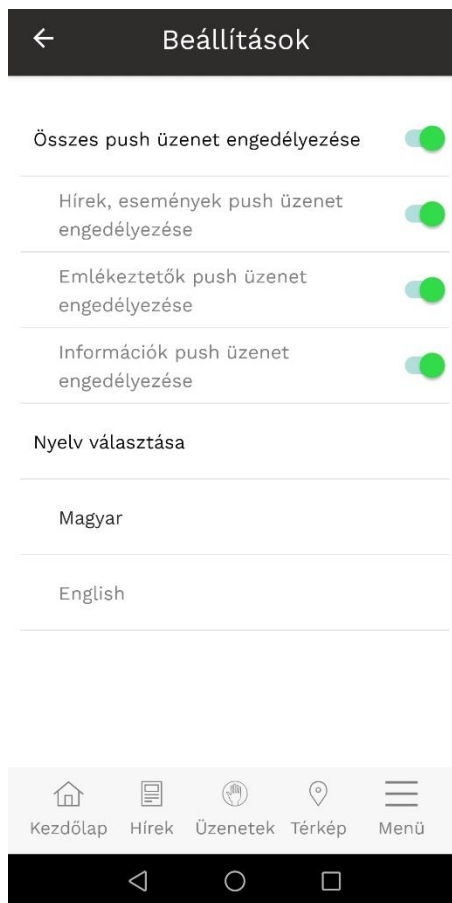 Beállítások
Összes push üzenet engedélyezése
Hírek, események push üzenet
engedélyezése
Emlékeztetők push üzenet
engedélyezése
Információk push üzenet
engedélyezése
Nyelv választása
Magyar
English
Kezdőlap Hírek Üzenetek Térkép Menü